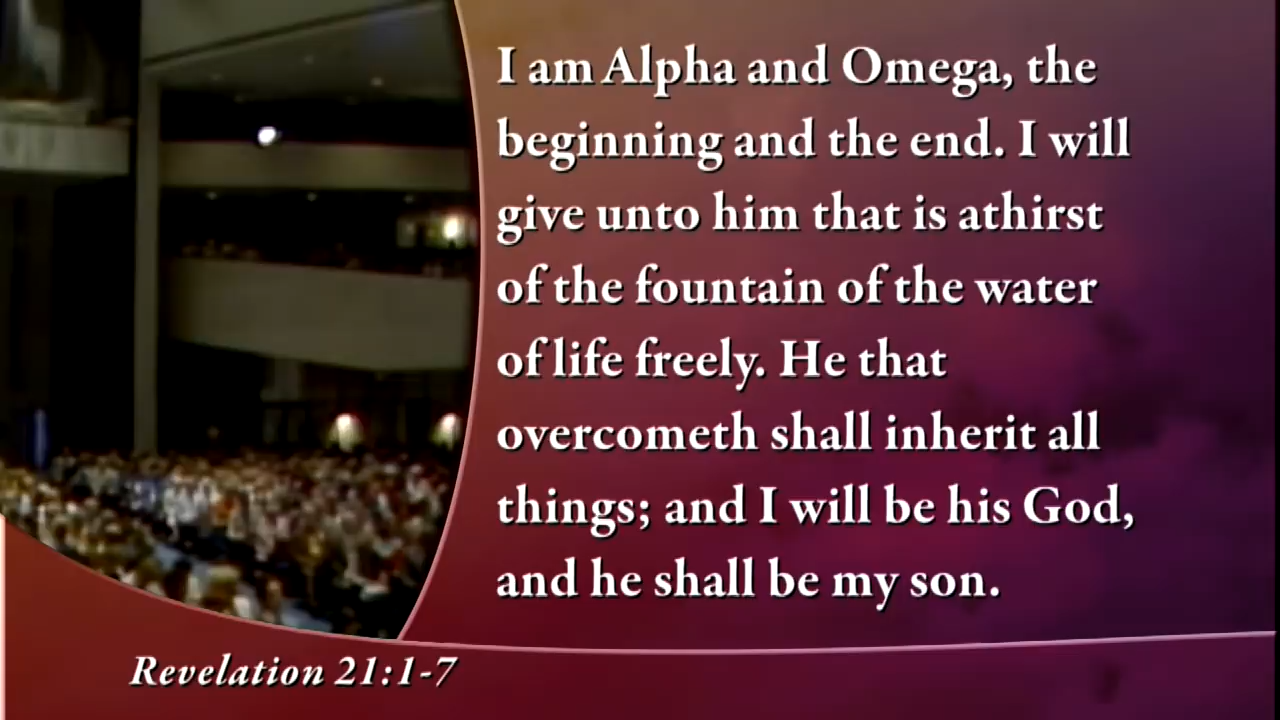 I am Alpha and Omega, the
beginning and the end. I will
give unto him that is athirst
of the fountain of the water
of life freely. He that
overcometh shall inherit all
things; and I will be his God,
and he shall be my son.
Revelation 21:1-7